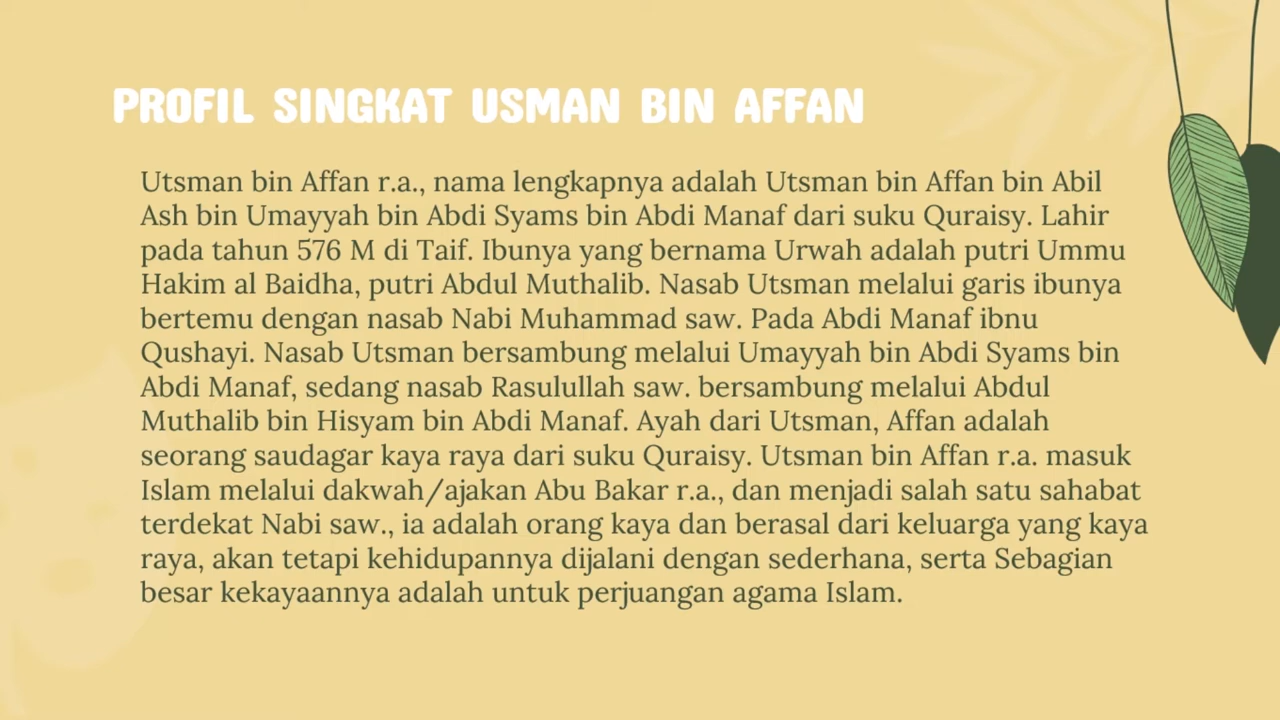 PROFIL SINGKAT USMAN BIN AFFAN
Utsman bin Affan r.a., nama lengkapnya adalah Utsman bin Affan bin Abil
Ash bin Umayyah bin Abdi Syams bin Abdi Manaf dari suku Quraisy. Lahir
pada tahun 576 M di Taif. Ibunya yang bernama Urwah adalah putri Ummu
Hakim al Baidha, putri Abdul Muthalib. Nasab Utsman melalui garis ibunya
bertemu dengan nasab Nabi Muhammad saw. Pada Abdi Manaf ibnu
Qushayi. Nasab Utsman bersambung melalui Umayyah bin Abdi Syams bin
Abdi Manaf, sedang nasab Rasulullah saw. bersambung melalui Abdul
Muthalib bin Hisyam bin Abdi Manaf. Ayah dari Utsman, Affan adalah
seorang saudagar kaya raya dari suku Quraisy. Utsman bin Affan r.a. masuk
Islam melalui dakwah/ajakan Abu Bakar r.a., dan menjadi salah satu sahabat
terdekat Nabi saw., ia adalah orang kaya dan berasal dari keluarga yang kaya
raya, akan tetapi kehidupannya dijalani dengan sederhana, serta Sebagian
besar kekayaannya adalah untuk perjuangan agama Islam.